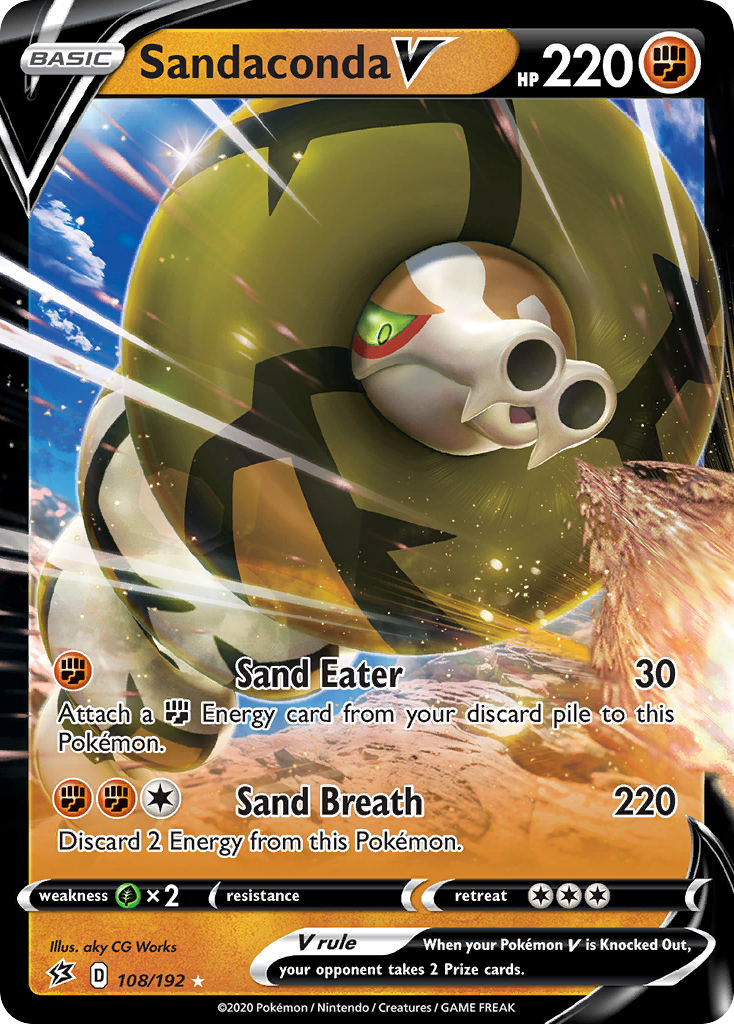 BASIC
Sandaconda V
HP 220
Sand Eater 30
Attach a Energy card from your discard pile to this
Pokémon.
Sand Breath 220
Discard 2 Energy from this Pokémon.
weakness ×2 resistance retreat
Illus. aky CG Works
V rule When your Pokémon V is Knocked Out,
your opponent takes 2 Prize cards.
D 108/192
©2020 Pokémon / Nintendo / Creatures / GAME FREAK